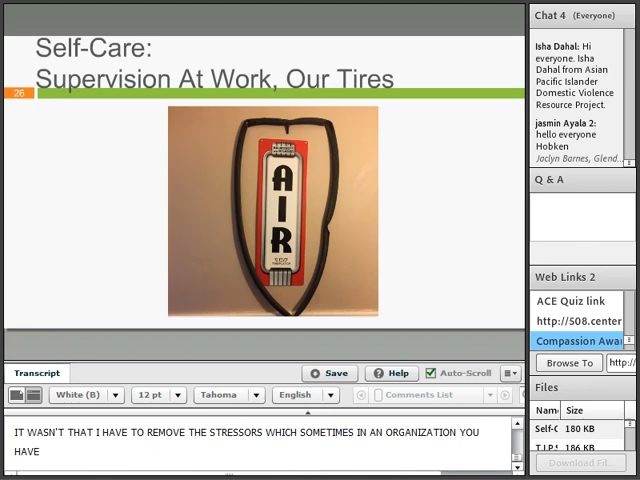 Self-Care:
Supervision At Work, Our Tires
26
AIR
Chat 4 (Everyone)
Isha Dahal: Hi
everyone. Isha
Dahal from Asian
Pacific Islander
Domestic Violence
Resource Project.
jasmin Ayala 2:
hello everyone
Hobken
Jaclyn Barnes, Glend...
Q & A
Web Links 2
ACE Quiz link
http://508.center
Compassion Awa
Browse To
http:/
Files
Name
Size
Self-C
180 KB
T.I.P.S
186 KB
Download Fil...
Transcript
Save
Help
Auto-Scroll
White (B)
12 pt
Tahoma
English
Comments List
IT WASN'T THAT I HAVE TO REMOVE THE STRESSORS WHICH SOMETIMES IN AN ORGANIZATION YOU
HAVE